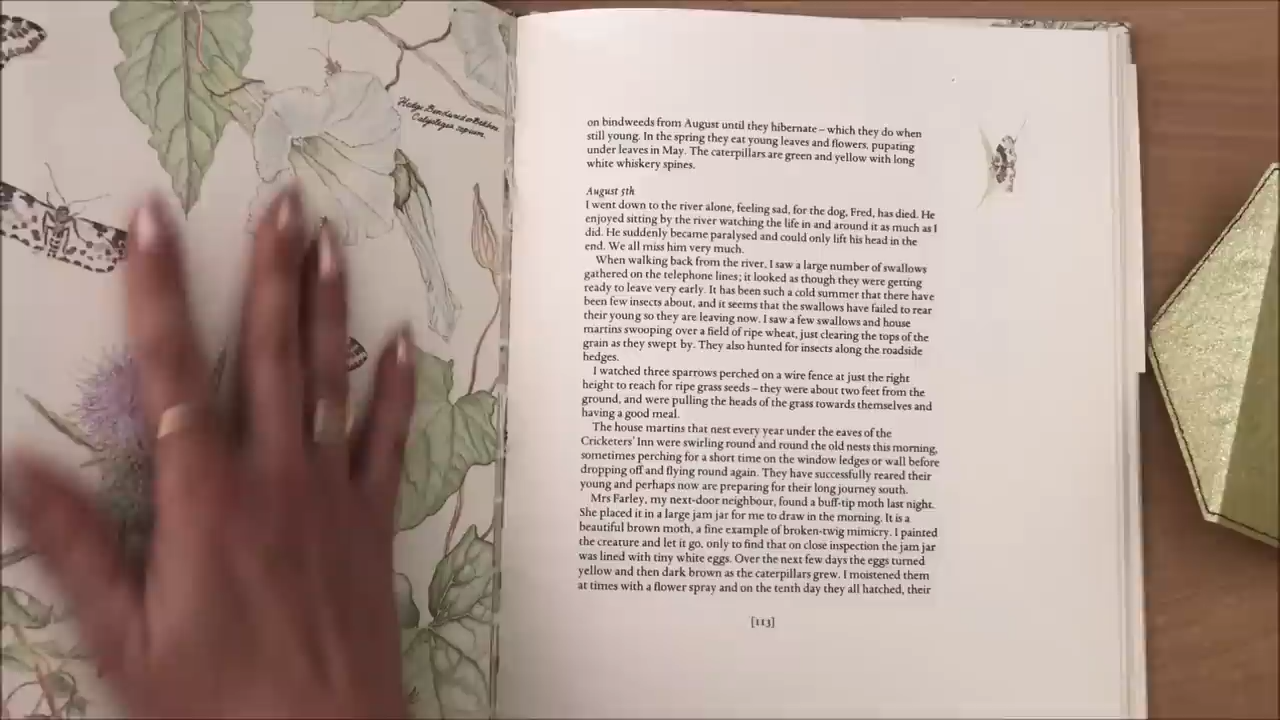 Hedge Bindweed or Bellbine
Calystegia sepium
on bindweeds from August until they hibernate – which they do when
still young. In the spring they eat young leaves and flowers, pupating
under leaves in May. The caterpillars are green and yellow with long
white whiskery spines.
August 5th
I went down to the river alone, feeling sad, for the dog, Fred, has died. He
enjoyed sitting by the river watching the life in and around it as much as I
did. He suddenly became paralysed and could only lift his head in the
end. We all miss him very much.
When walking back from the river, I saw a large number of swallows
gathered on the telephone lines; it looked as though they were getting
ready to leave very early. It has been such a cold summer that there have
been few insects about, and it seems that the swallows have failed to rear
their young so they are leaving now. I saw a few swallows and house
martins swooping over a field of ripe wheat, just clearing the tops of the
grain as they swept by. They also hunted for insects along the roadside
hedges.
I watched three sparrows perched on a wire fence at just the right
height to reach for ripe grass seeds – they were about two feet from the
ground, and were pulling the heads of the grass towards themselves and
having a good meal.
The house martins that nest every year under the eaves of the
Cricketers' Inn were swirling round and round the old nests this morning,
sometimes perching for a short time on the window ledges or wall before
dropping off and flying round again. They have successfully reared their
young and perhaps now are preparing for their long journey south.
Mrs Farley, my next-door neighbour, found a buff-tip moth last night.
She placed it in a large jam jar for me to draw in the morning. It is a
beautiful brown moth, a fine example of broken-twig mimicry. I painted
the creature and let it go, only to find that on close inspection the jam jar
was lined with tiny white eggs. Over the next few days the eggs turned
yellow and then dark brown as the caterpillars grew. I moistened them
at times with a flower spray and on the tenth day they all hatched, their
[113]